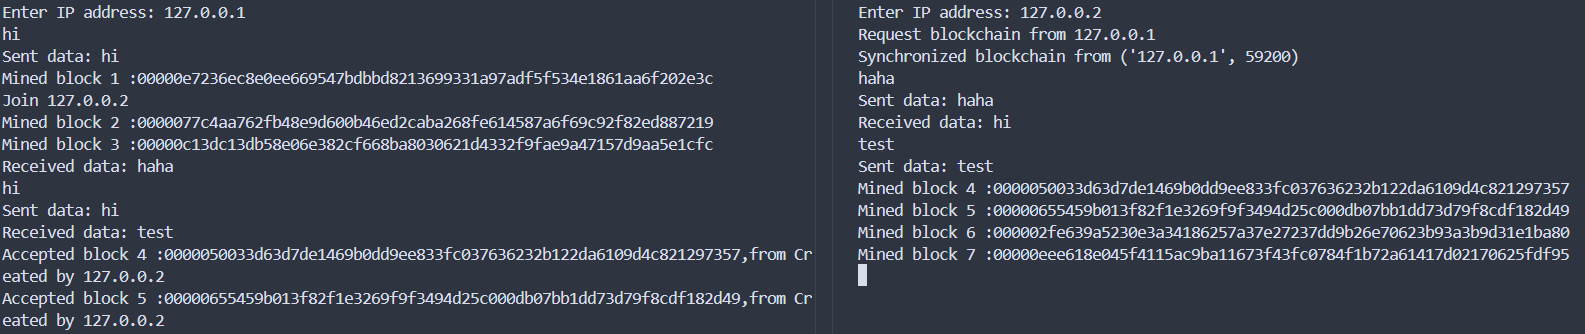 Enter IP address: 127.0.0.1
hi
Sent data: hi
Mined block 1 :00000e7236ec8e0ee669547bdbbd8213699331a97adf5f534e1861aa6f202e3c
Join 127.0.0.2
Mined block 2 :0000077c4aa762fb48e9d600b46ed2caba268fe614587a6f69c92f82ed887219
Mined block 3 :00000c13dc13db58e06e382cf668ba8030621d4332f9fae9a47157d9aa5e1cfc
Received data: haha
hi
Sent data: hi
Received data: test
Accepted block 4 :0000050033d63d7de1469b0dd9ee833fc037636232b122da6109d4c821297357,from Cr
eated by 127.0.0.2
Accepted block 5 :00000655459b013f82f1e3269f9f3494d25c000db07bb1dd73d79f8cdf182d49,from Cr
eated by 127.0.0.2
Enter IP address: 127.0.0.2
Request blockchain from 127.0.0.1
Synchronized blockchain from ('127.0.0.1', 59200)
haha
Sent data: haha
Received data: hi
test
Sent data: test
Mined block 4 :0000050033d63d7de1469b0dd9ee833fc037636232b122da6109d4c821297357
Mined block 5 :00000655459b013f82f1e3269f9f3494d25c000db07bb1dd73d79f8cdf182d49
Mined block 6 :000002fe639a5230e3a34186257a37e27237dd9b26e70623b93a3b9d31e1ba80
Mined block 7 :00000eee618e045f4115ac9ba11673f43fc0784f1b72a61417d02170625fdf95